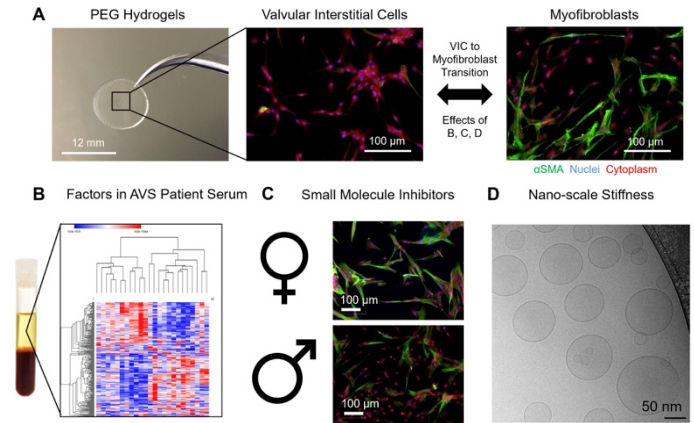 A
PEG Hydrogels
Valvular Interstitial Cells
Myofibroblasts
12 mm
100 µm
VIC to
Myofibroblast
Transition
Effects of
B, C, D
100 µm
αSMA Nuclei Cytoplasm
B
Factors in AVS Patient Serum
C
Small Molecule Inhibitors
D
Nano-scale Stiffness
100 µm
100 µm
50 nm